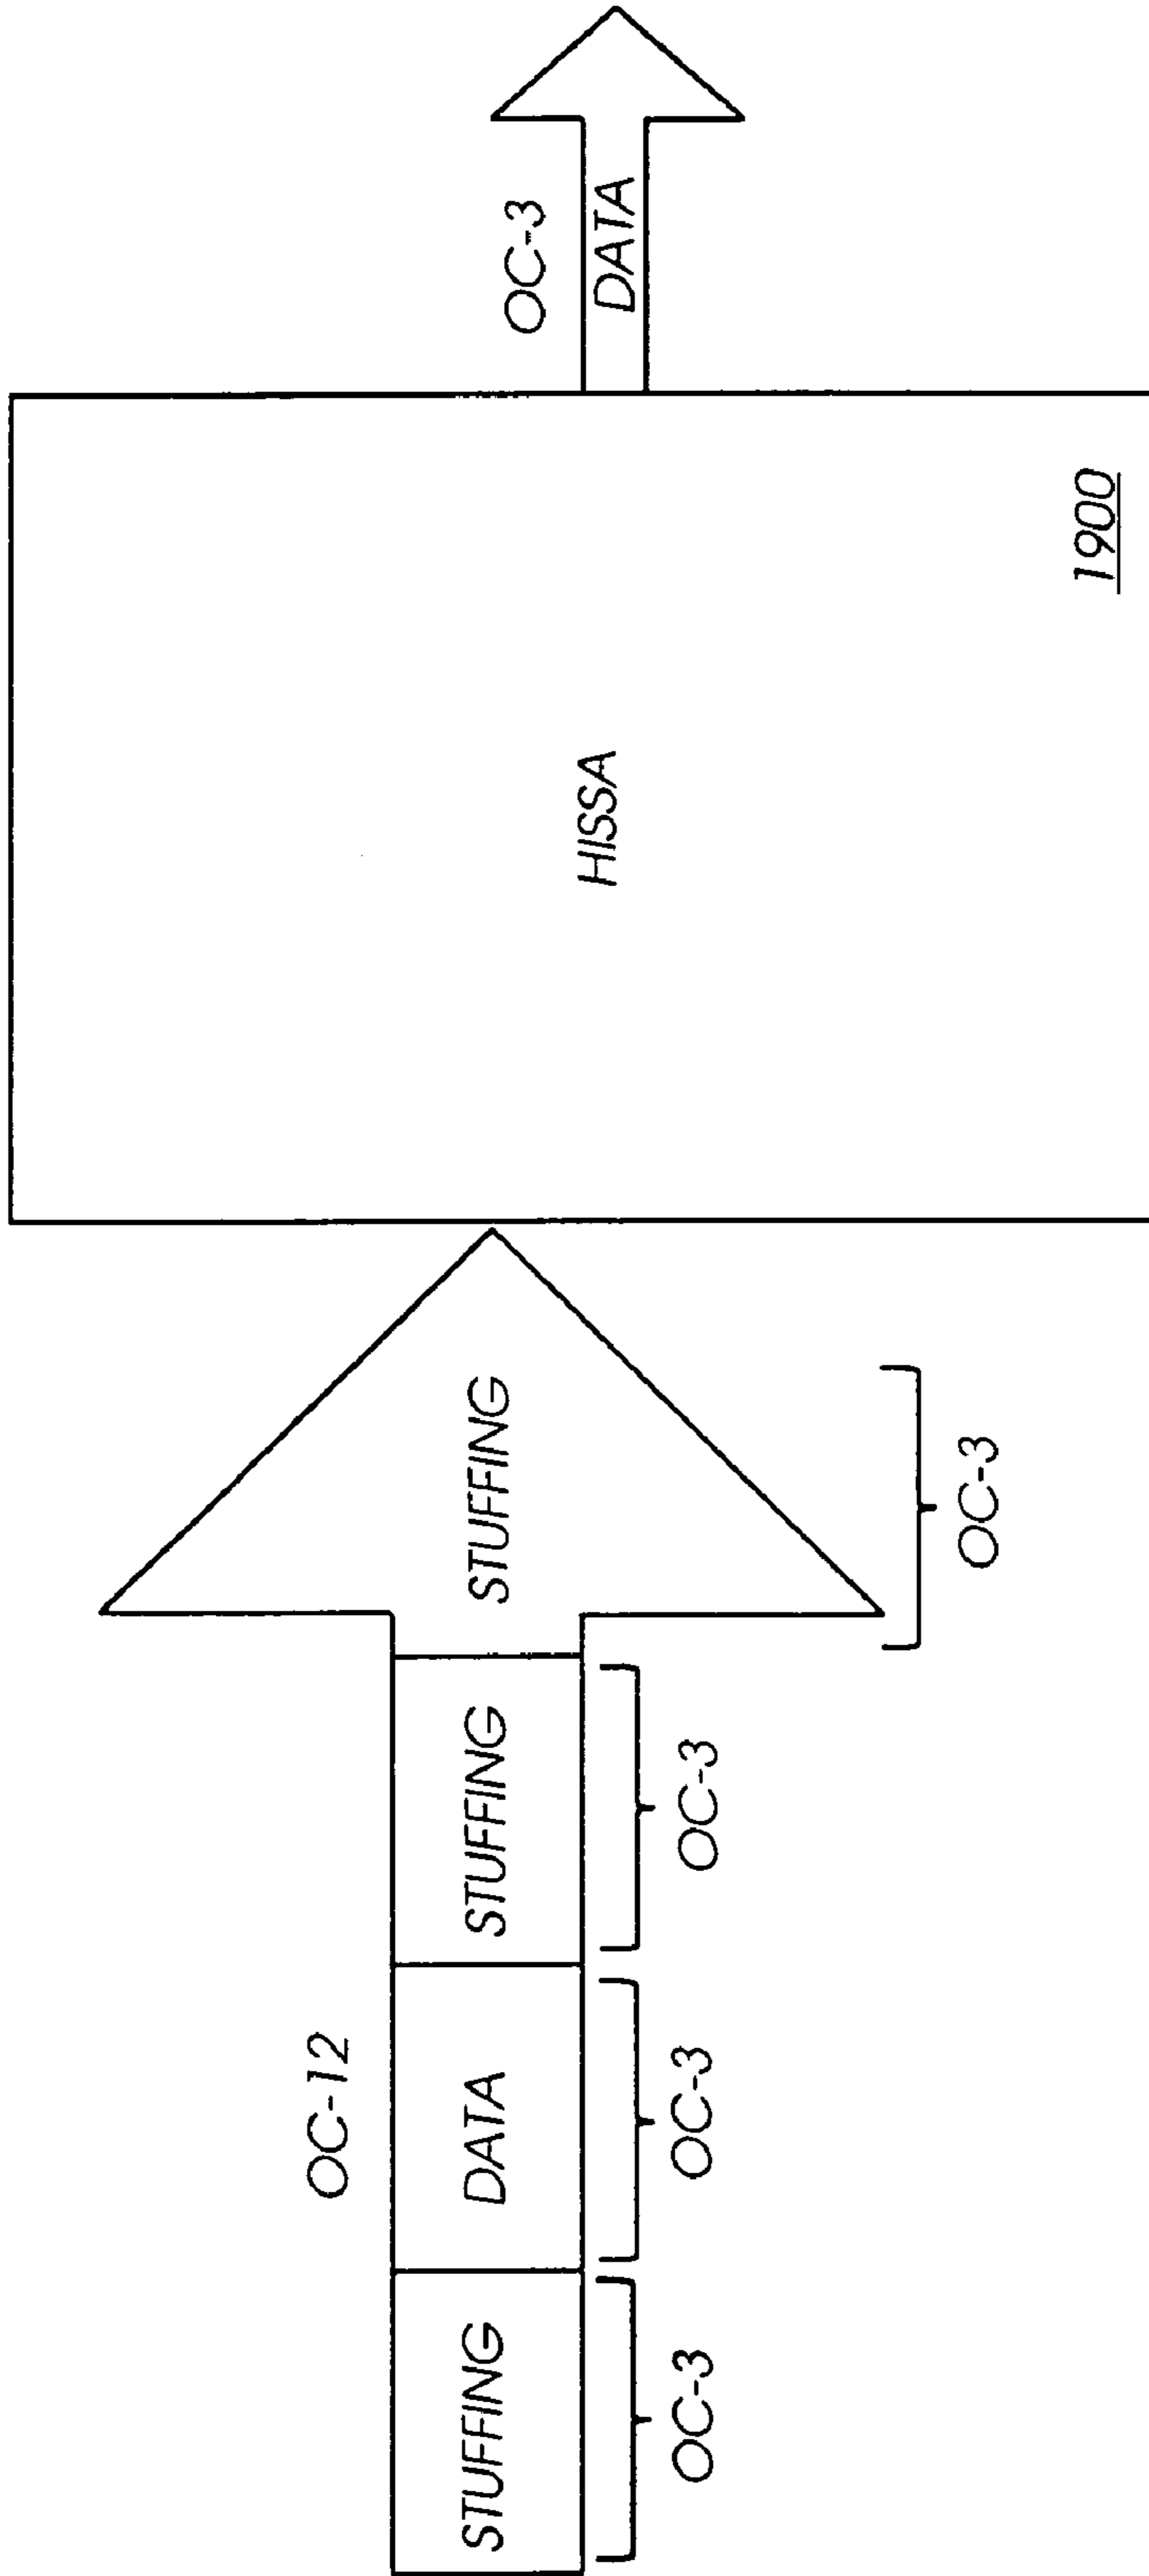 OC-12
STUFFING
DATA
STUFFING
STUFFING
OC-3
OC-3
OC-3
OC-3
HISSA
1900
OC-3
DATA